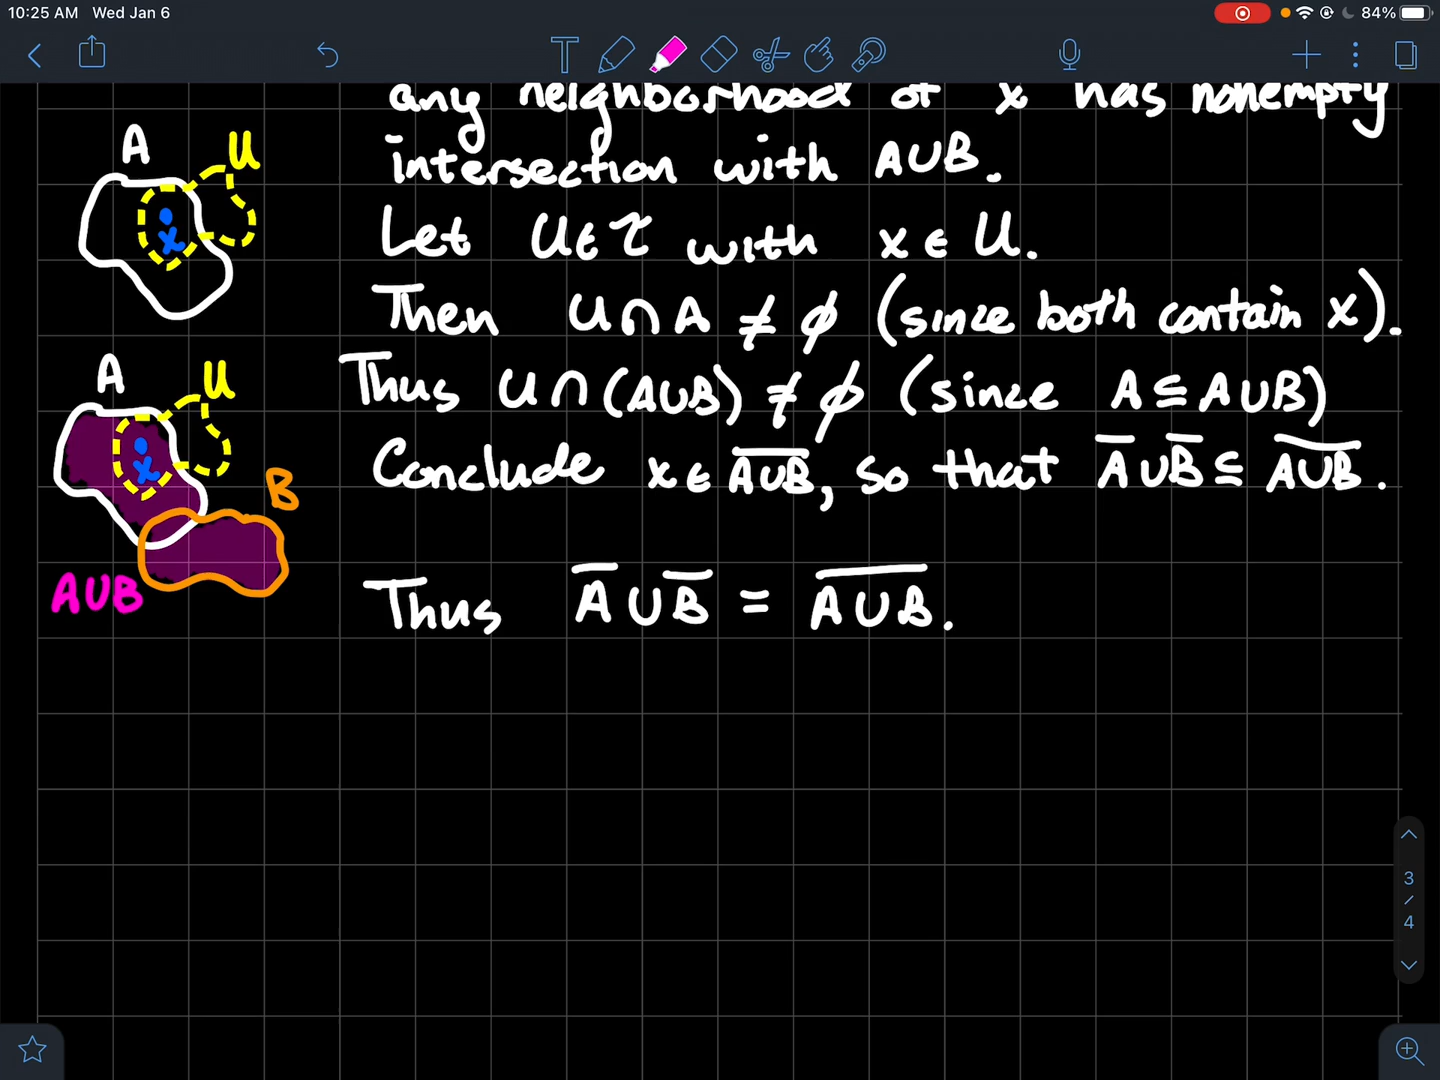 10:25 AM Wed Jan 6
84%
any neighborhood of x has nonempty
intersection with A∪B.
Let U∈τ with x∈U.
Then U∩A ≠ ϕ (since both contain x).
Thus U∩(A∪B) ≠ ϕ (since A⊆A∪B)
Conclude x∈A̅∪̅B̅, so that A̅∪B̅⊆A̅∪̅B̅.
Thus A̅∪B̅ = A̅∪̅B̅.
A
U
x
A
U
x
B
A∪B
3
/
4